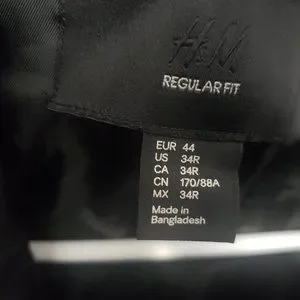 H&M
REGULAR FIT
EUR 44
US 34R
CA 34R
CN 170/88A
MX 34R
Made in
Bangladesh